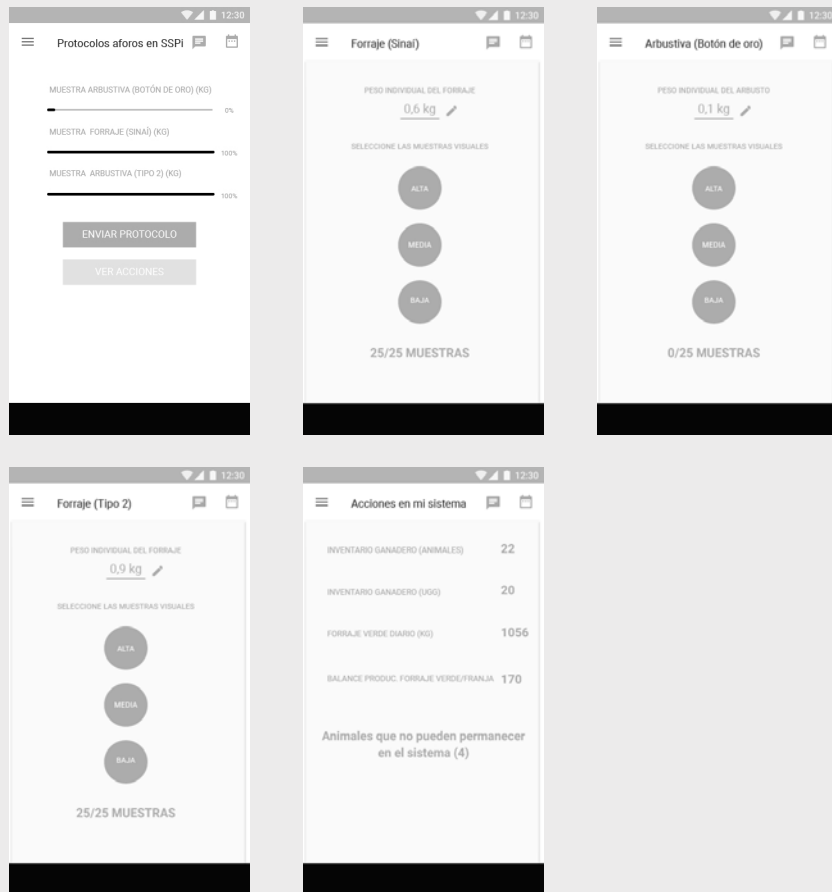 12:30
Protocolos aforos en SSPi
MUESTRA ARBUSTIVA (BOTÓN DE ORO) (KG)
0%
MUESTRA FORRAJE (SINAÍ) (KG)
100%
MUESTRA ARBUSTIVA (TIPO 2) (KG)
100%
ENVIAR PROTOCOLO
VER ACCIONES
12:30
Forraje (Sinaí)
PESO INDIVIDUAL DEL FORRAJE
0,6 kg
SELECCIONE LAS MUESTRAS VISUALES
ALTA
MEDIA
BAJA
25/25 MUESTRAS
12:30
Arbustiva (Botón de oro)
PESO INDIVIDUAL DEL ARBUSTO
0,1 kg
SELECCIONE LAS MUESTRAS VISUALES
ALTA
MEDIA
BAJA
0/25 MUESTRAS
12:30
Forraje (Tipo 2)
PESO INDIVIDUAL DEL FORRAJE
0,9 kg
SELECCIONE LAS MUESTRAS VISUALES
ALTA
MEDIA
BAJA
25/25 MUESTRAS
12:30
Acciones en mi sistema
INVENTARIO GANADERO (ANIMALES) 22
INVENTARIO GANADERO (UGG) 20
FORRAJE VERDE DIARIO (KG) 1056
BALANCE PRODUC. FORRAJE VERDE/FRANJA 170
Animales que no pueden permanecer
en el sistema (4)